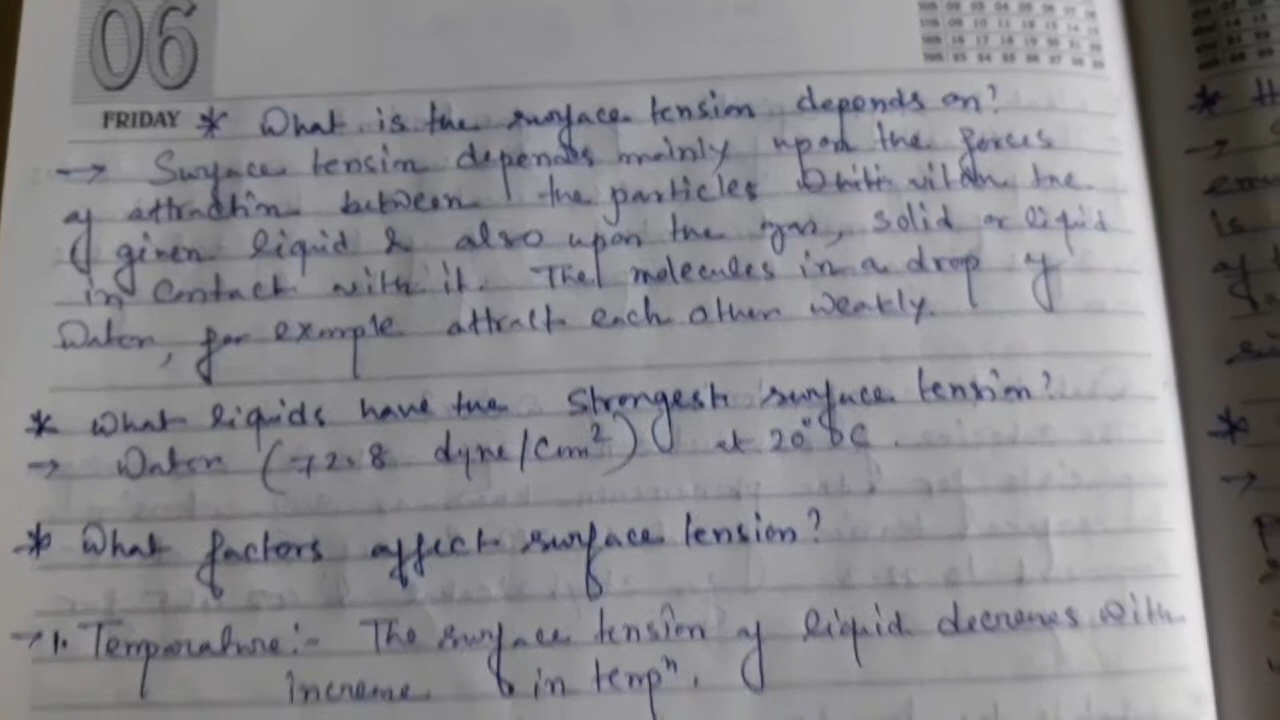 06
FRIDAY * What is the surface tension depends on?
→ Surface tension depends mainly upon the forces
of attraction between the particles within the
given liquid & also upon the gas, solid or liquid
in contact with it. The molecules in a drop of
Water, for example attract each other weakly.
* What liquids have the strongest surface tension?
→ Water (72.8 dyne/cm²) at 20°
* What factors affect surface tension?
→ 1. Temperature:- The surface tension of liquid decreases with
increase in tempⁿ.